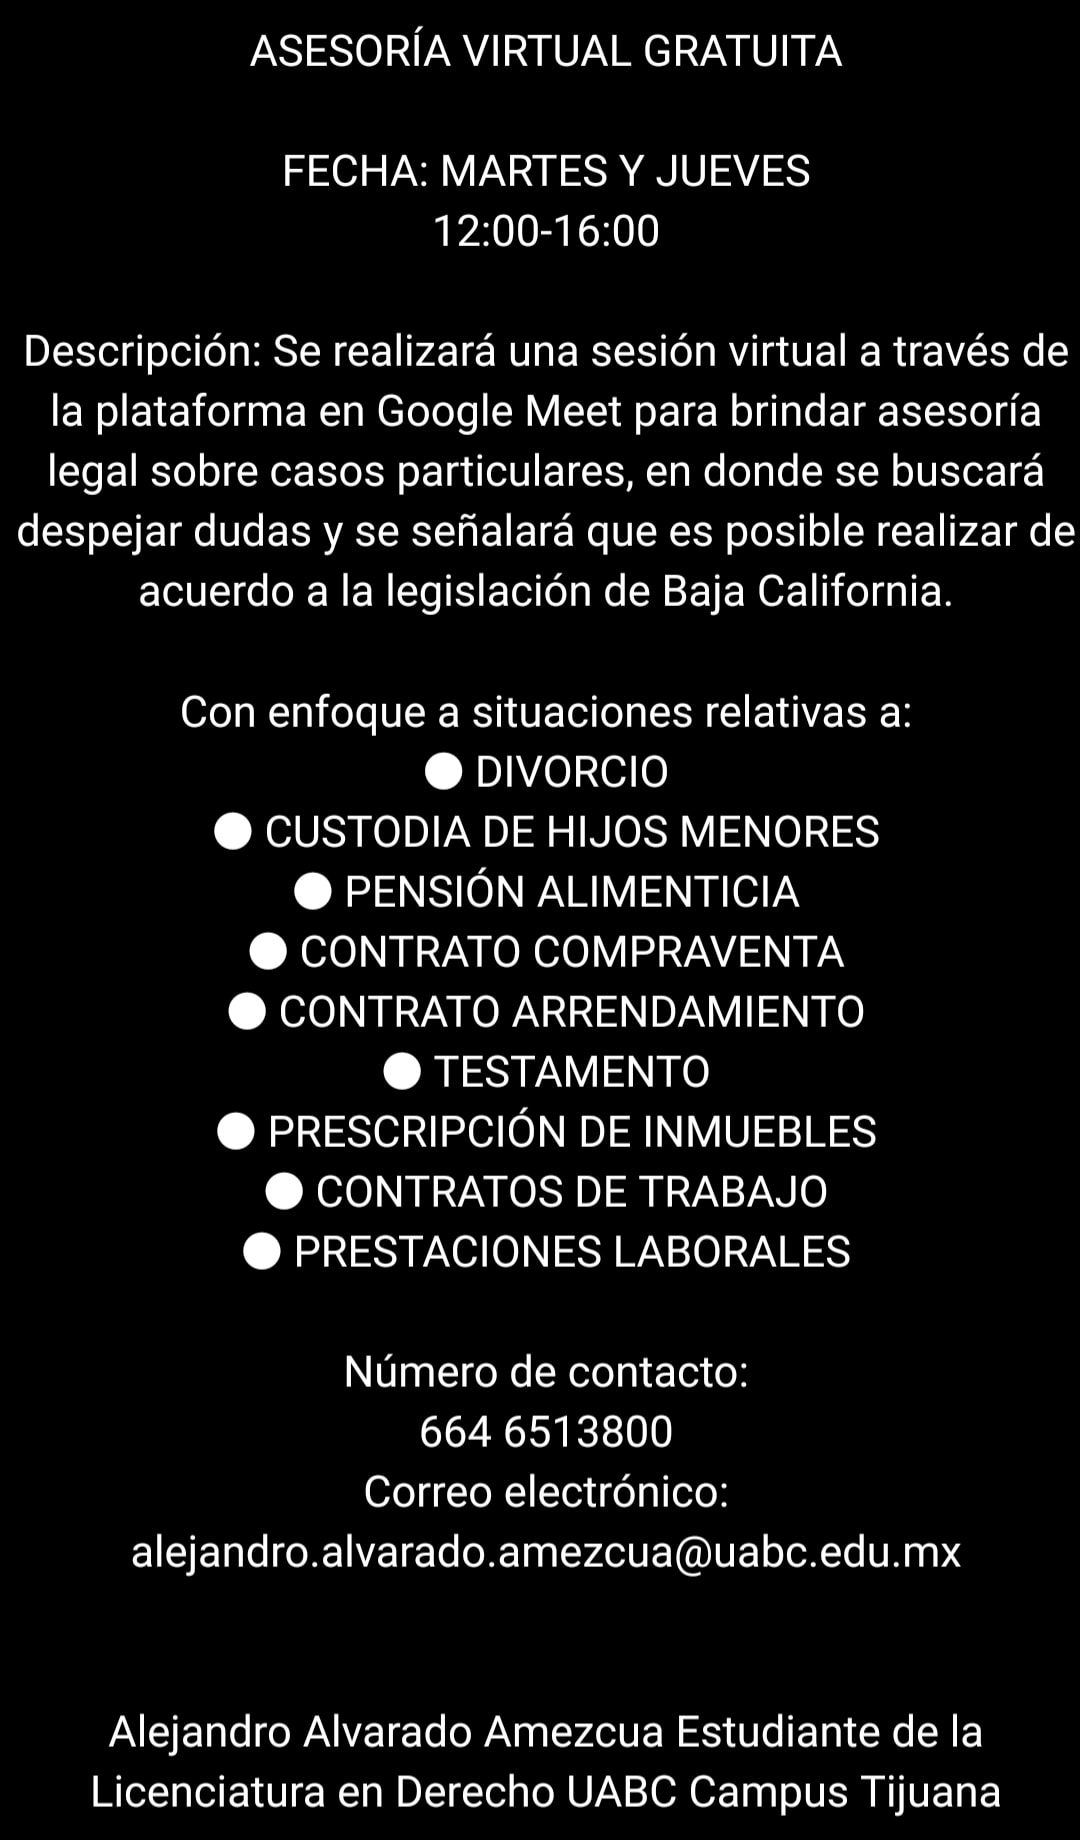 ASESORÍA VIRTUAL GRATUITA
FECHA: MARTES Y JUEVES
12:00-16:00
Descripción: Se realizará una sesión virtual a través de
la plataforma en Google Meet para brindar asesoría
legal sobre casos particulares, en donde se buscará
despejar dudas y se señalará que es posible realizar de
acuerdo a la legislación de Baja California.
Con enfoque a situaciones relativas a:
● DIVORCIO
● CUSTODIA DE HIJOS MENORES
● PENSIÓN ALIMENTICIA
● CONTRATO COMPRAVENTA
● CONTRATO ARRENDAMIENTO
● TESTAMENTO
● PRESCRIPCIÓN DE INMUEBLES
● CONTRATOS DE TRABAJO
● PRESTACIONES LABORALES
Número de contacto:
664 6513800
Correo electrónico:
alejandro.alvarado.amezcua@uabc.edu.mx
Alejandro Alvarado Amezcua Estudiante de la
Licenciatura en Derecho UABC Campus Tijuana